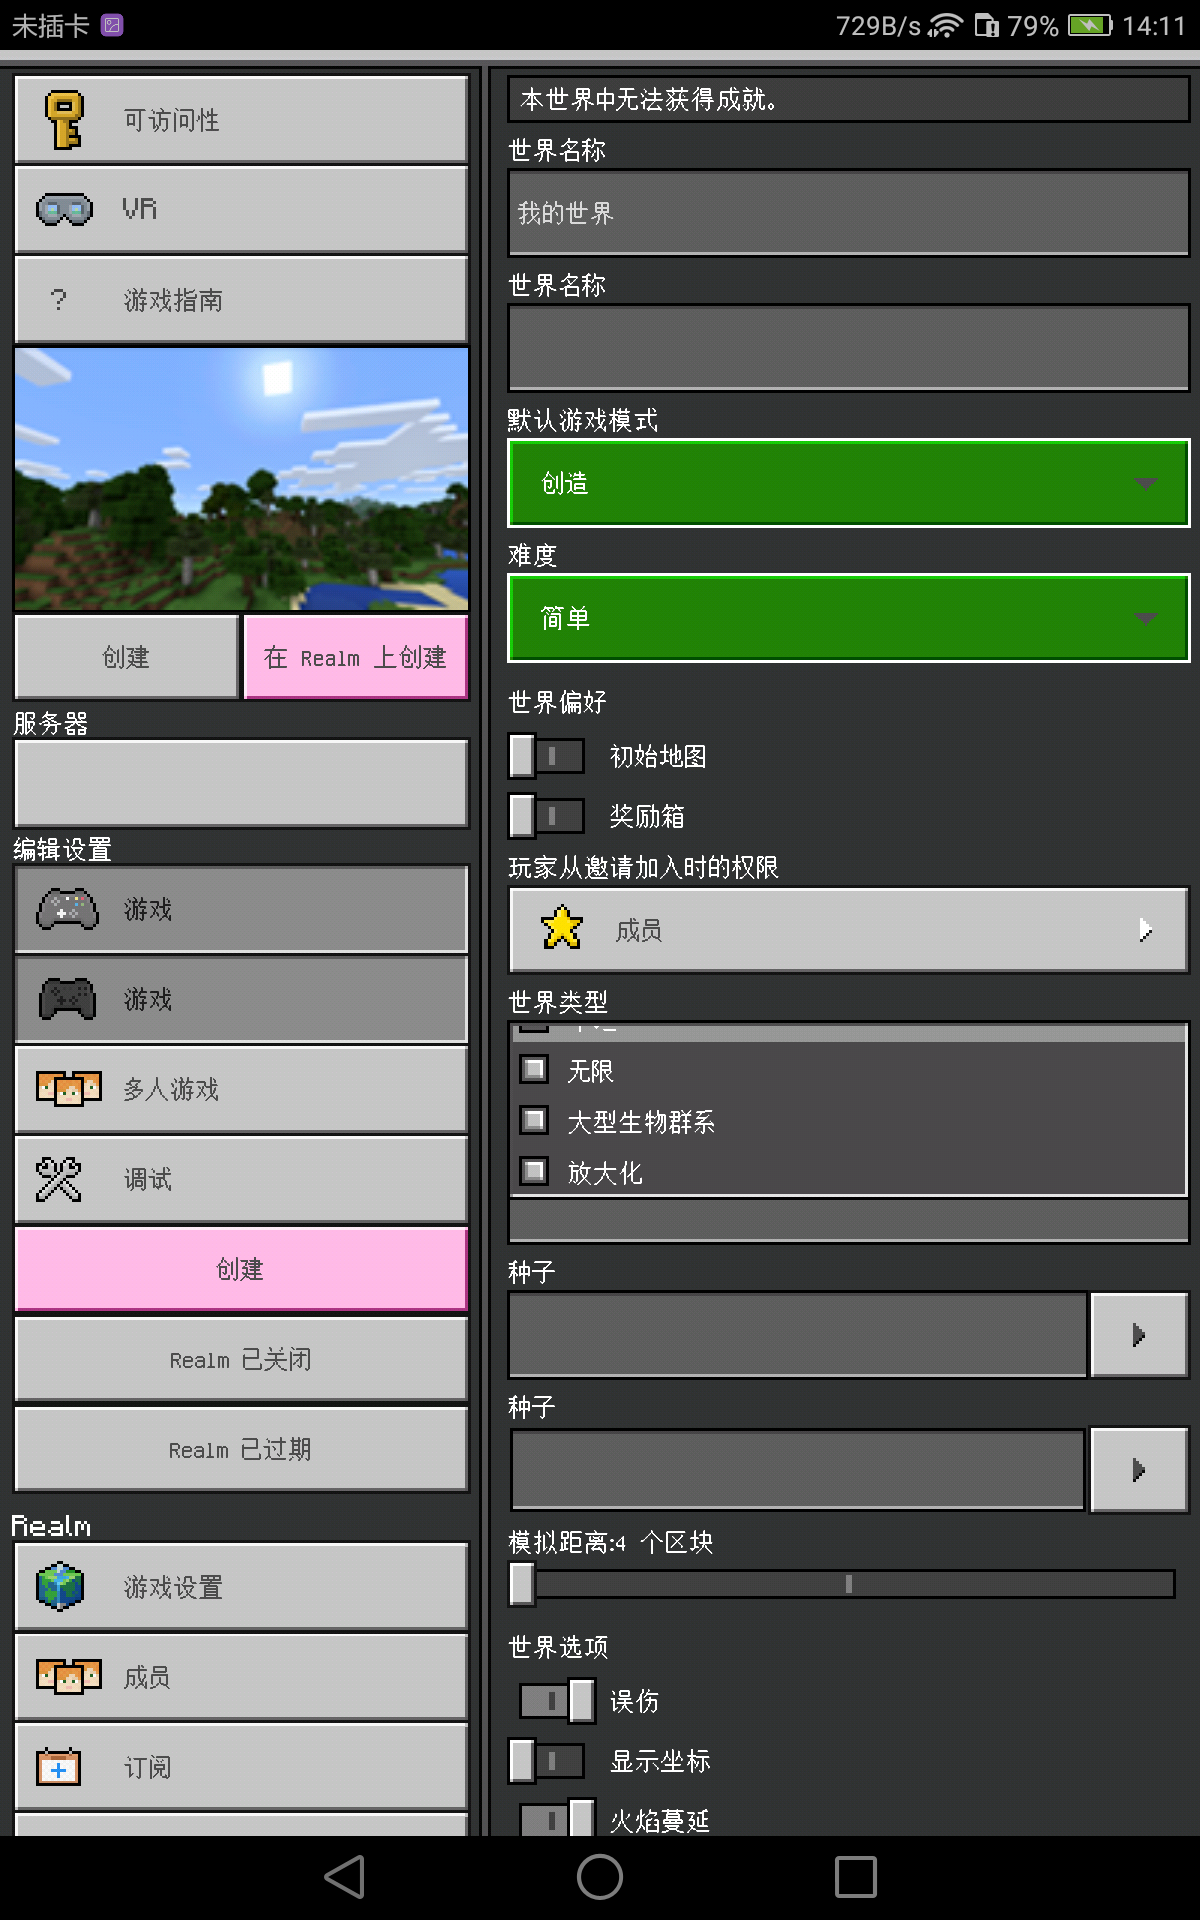 未插卡
729B/s 79% 14:11
可访问性
VR
?
游戏指南
创建
在 Realm 上创建
服务器
编辑设置
游戏
游戏
多人游戏
调试
创建
Realm 已关闭
Realm 已过期
Realm
游戏设置
成员
订阅
本世界中无法获得成就。
世界名称
我的世界
世界名称
默认游戏模式
创造
难度
简单
世界偏好
初始地图
奖励箱
玩家从邀请加入时的权限
成员
世界类型
无限
大型生物群系
放大化
种子
种子
模拟距离:4 个区块
世界选项
误伤
显示坐标
火焰蔓延